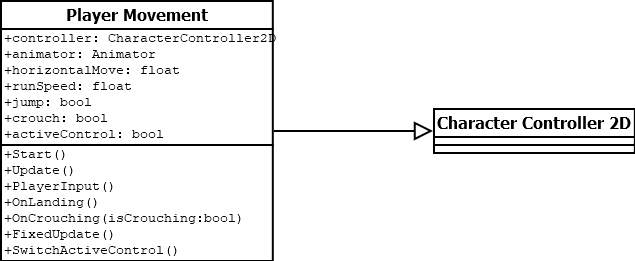 Player Movement
+controller: CharacterController2D
+animator: Animator
+horizontalMove: float
+runSpeed: float
+jump: bool
+crouch: bool
+activeControl: bool
+Start()
+Update()
+PlayerInput()
+OnLanding()
+OnCrouching(isCrouching:bool)
+FixedUpdate()
+SwitchActiveControl()
Character Controller 2D